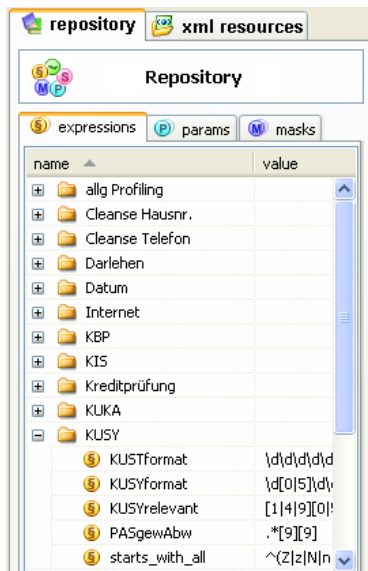 repository xml resources
Repository
expressions params masks
name value
allg Profiling
Cleanse Hausnr.
Cleanse Telefon
Darlehen
Datum
Internet
KBP
KIS
Kreditprüfung
KUKA
KUSY
KUSTformat \d\d\d\d\d
KUSYformat \d[0|5]\d\
KUSYrelevant [1|4|9][0|
PASgewAbw .*[9][9]
starts_with_all ^(Z|z|N|n